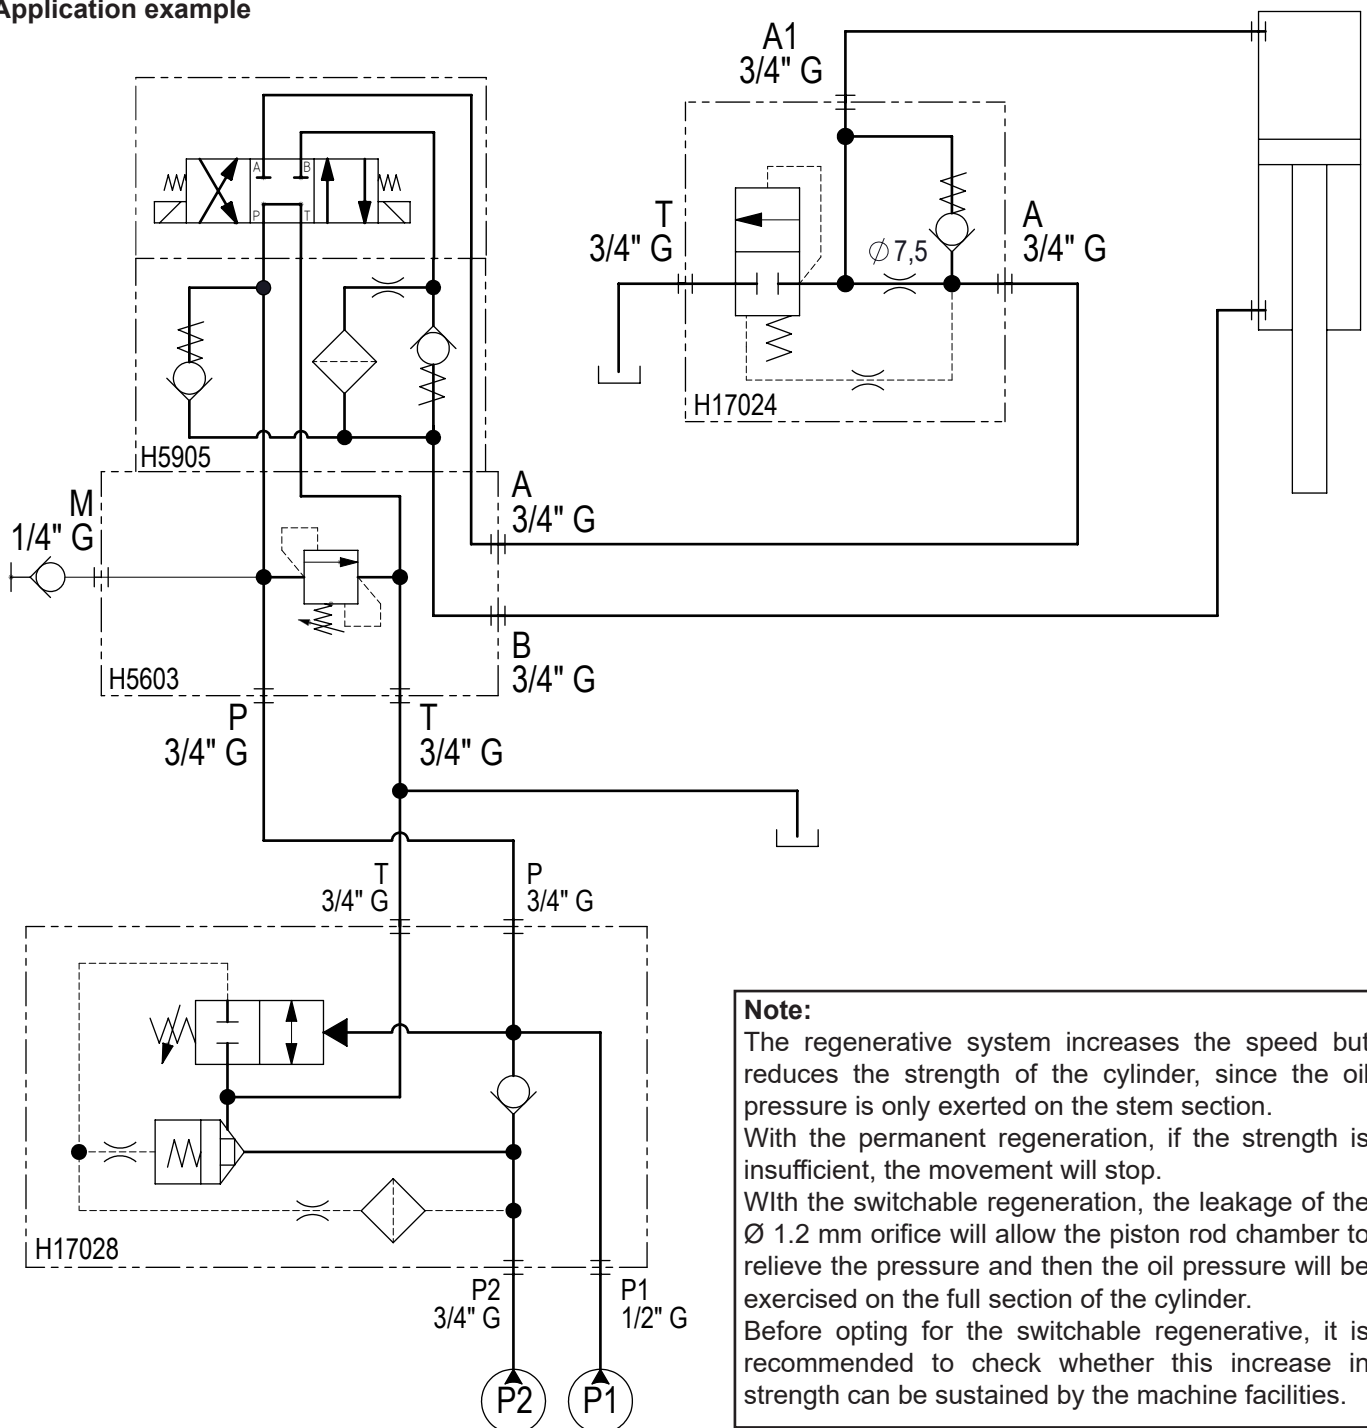 Application example
A1
3/4" G
A
B
P
T
T
3/4" G
Ø 7,5
A
3/4" G
H17024
H5905
M
1/4" G
A
3/4" G
B
3/4" G
H5603
P
3/4" G
T
3/4" G
T
3/4" G
P
3/4" G
H17028
P2
3/4" G
P1
1/2" G
P2
P1
Note:
The regenerative system increases the speed but
reduces the strength of the cylinder, since the oil
pressure is only exerted on the stem section.
With the permanent regeneration, if the strength is
insufficient, the movement will stop.
WIth the switchable regeneration, the leakage of the
Ø 1.2 mm orifice will allow the piston rod chamber to
relieve the pressure and then the oil pressure will be
exercised on the full section of the cylinder.
Before opting for the switchable regenerative, it is
recommended to check whether this increase in
strength can be sustained by the machine facilities.